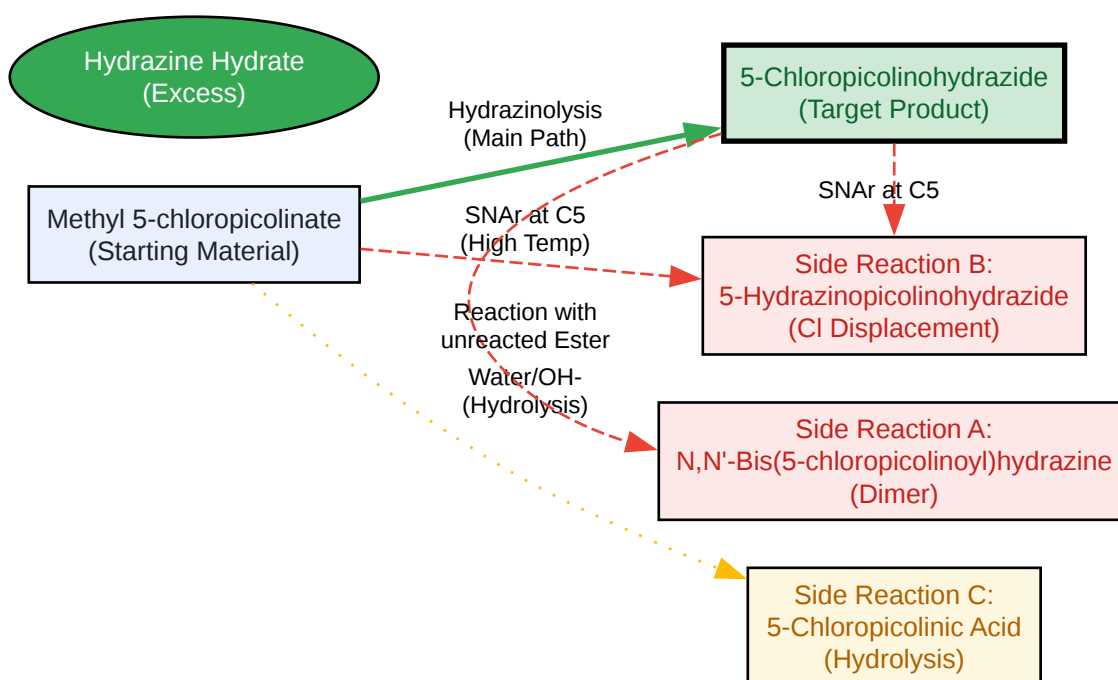 Hydrazine Hydrate
(Excess)
5-Chloropicolinohydrazide
(Target Product)
Hydrazinolysis
(Main Path)
Methyl 5-chloropicolinate
(Starting Material)
SNAr at C5
SNAr at C5
(High Temp)
Side Reaction B:
5-Hydrazinopicolinohydrazide
(Cl Displacement)
Reaction with
unreacted Ester
Water/OH-
(Hydrolysis)
Side Reaction A:
N,N'-Bis(5-chloropicolinoyl)hydrazine
(Dimer)
Side Reaction C:
5-Chloropicolinic Acid
(Hydrolysis)